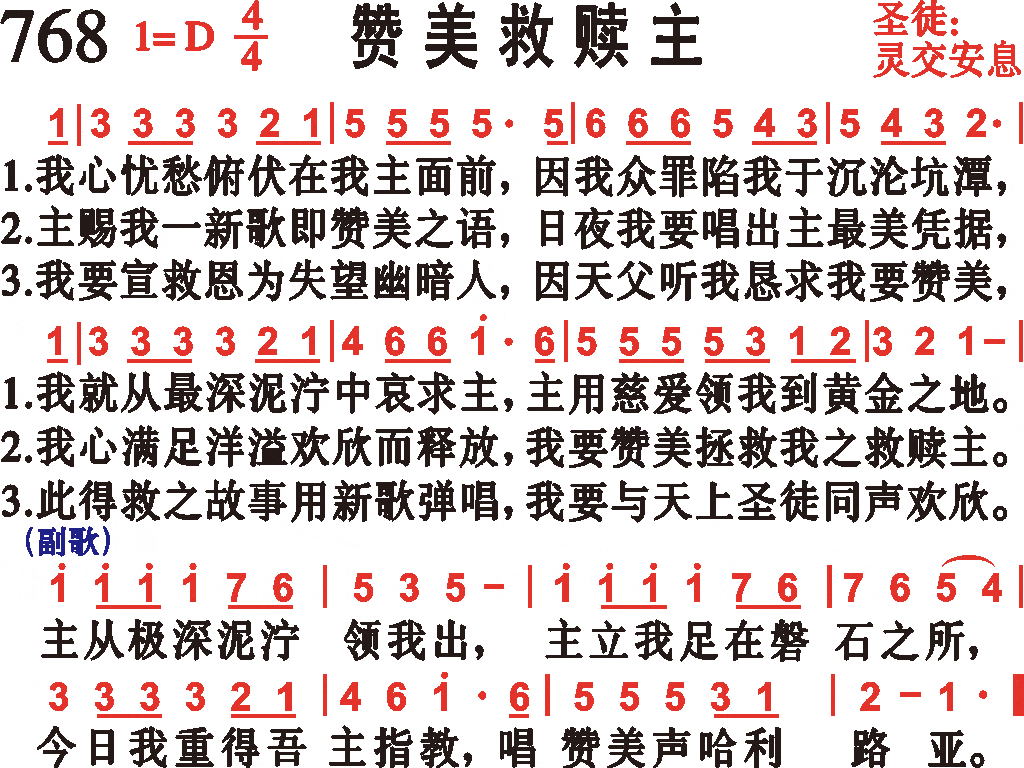 768 1=D 4/4 赞美救赎主 圣徒:
灵交安息
1|3 3 3 3 2 1|5 5 5 5· 5|6 6 6 5 4 3|5 4 3 2·|
1.我心忧愁俯伏在我主面前，因我众罪陷我于沉沦坑潭，
2.主赐我一新歌即赞美之语，日夜我要唱出主最美凭据，
3.我要宣救恩为失望幽暗人，因天父听我恳求我要赞美，
1|3 3 3 3 2 1|4 6 6 i· 6|5 5 5 5 3 1 2|3 2 1−|
1.我就从最深泥泞中哀求主，主用慈爱领我到黄金之地。
2.我心满足洋溢欢欣而释放，我要赞美拯救我之救赎主。
3.此得救之故事用新歌弹唱，我要与天上圣徒同声欢欣。
（副歌）
i i i i 7 6 |5 3 5 −|i i i i 7 6|7 6 5 4|
主从极深泥泞 领我出， 主立我足在磐 石之所，
3 3 3 3 2 1|4 6 i · 6|5 5 5 3 1 |2 − 1 ·
今日我重得吾 主指教，唱 赞美声哈利 路 亚。